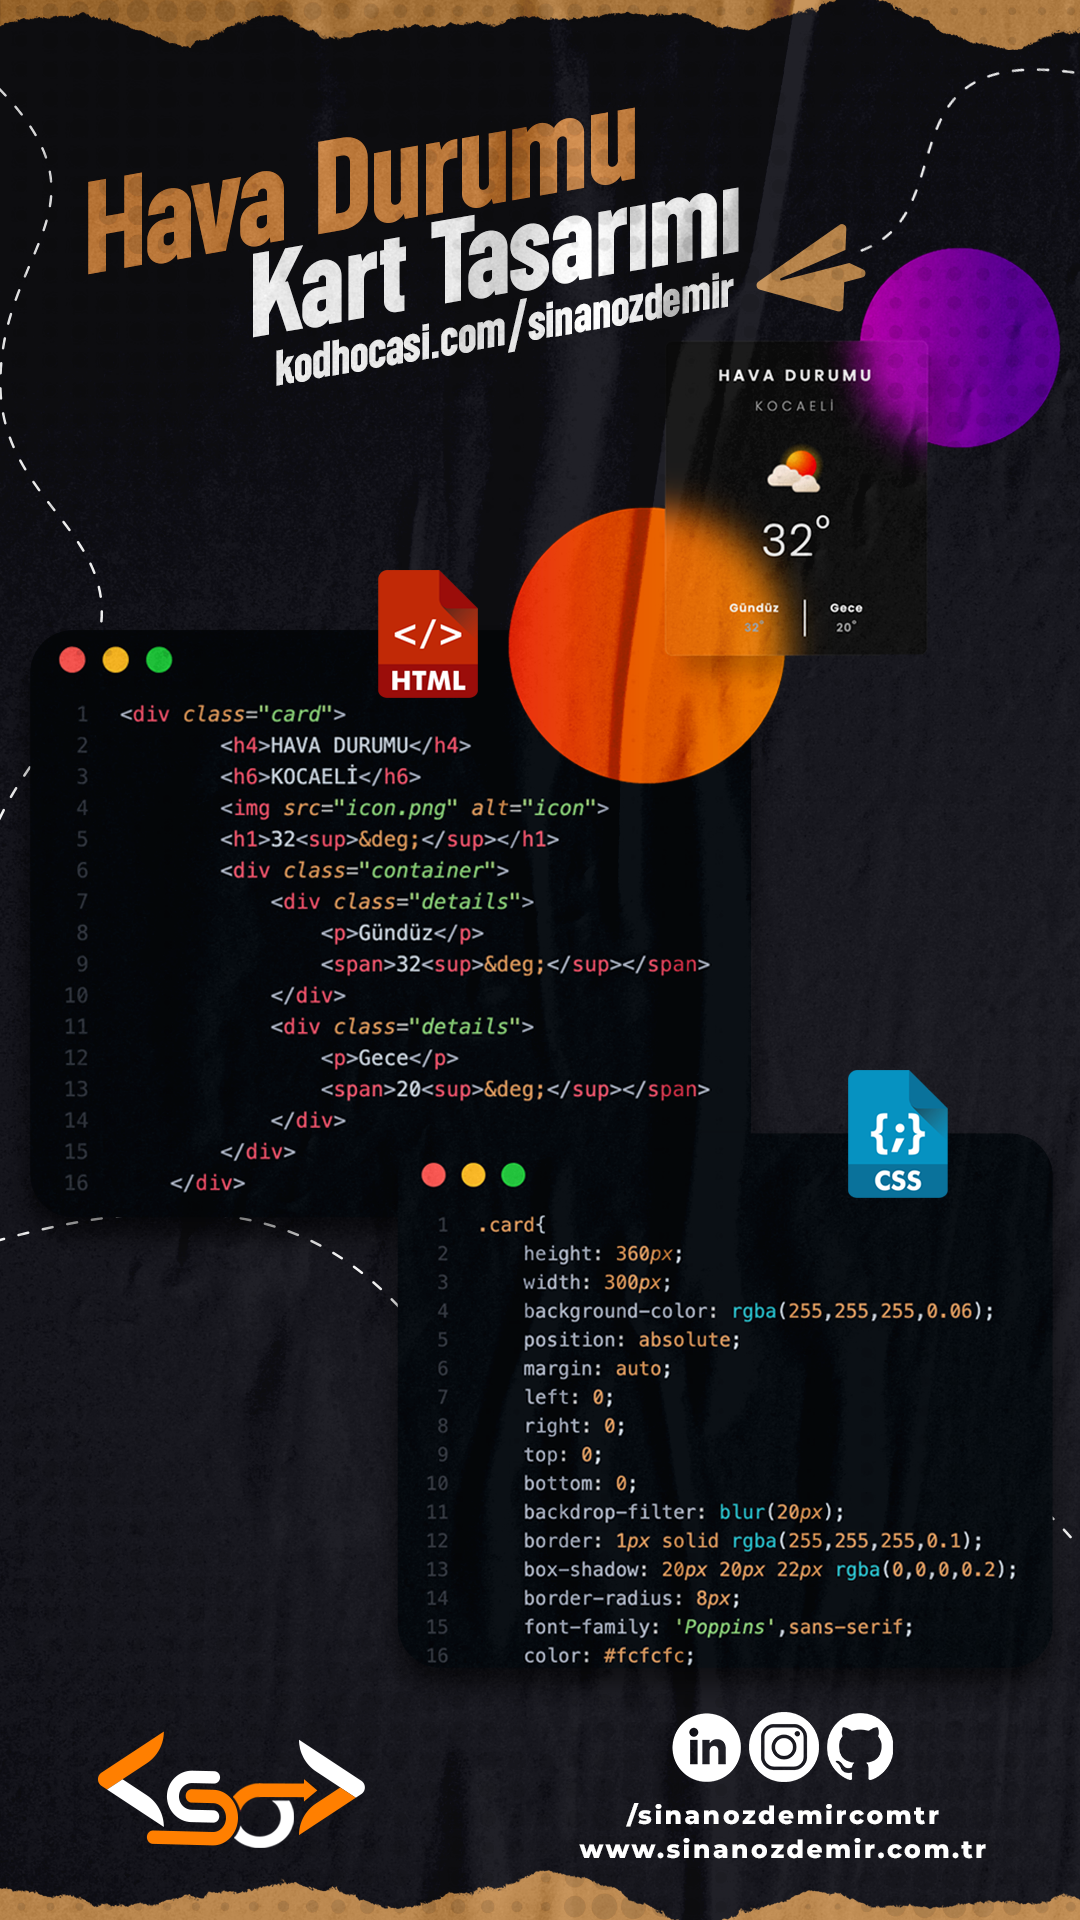 Hava Durumu
Kart Tasarımı
kodhocasi.com/sinanozdemir
HAVA DURUMU
KOCAELİ
32°
Gündüz
32°
Gece
20°
</>
HTML
1 <div class="card">
2 <h4>HAVA DURUMU</h4>
3 <h6>KOCAELİ</h6>
4 <img src="icon.png" alt="icon">
5 <h1>32<sup>&deg;</sup></h1>
6 <div class="container">
7 <div class="details">
8 <p>Gündüz</p>
9 <span>32<sup>&deg;</sup></span>
10 </div>
11 <div class="details">
12 <p>Gece</p>
13 <span>20<sup>&deg;</sup></span>
14 </div>
15 </div>
16 </div>
{;}
CSS
1 .card{
2 height: 360px;
3 width: 300px;
4 background-color: rgba(255,255,255,0.06);
5 position: absolute;
6 margin: auto;
7 left: 0;
8 right: 0;
9 top: 0;
10 bottom: 0;
11 backdrop-filter: blur(20px);
12 border: 1px solid rgba(255,255,255,0.1);
13 box-shadow: 20px 20px 22px rgba(0,0,0,0.2);
14 border-radius: 8px;
15 font-family: 'Poppins',sans-serif;
16 color: #fcfcfc;
<so>
in
/sinanozdemircomtr
www.sinanozdemir.com.tr